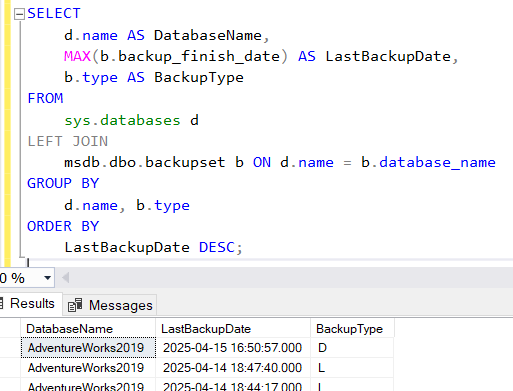 SELECT
d.name AS DatabaseName,
MAX(b.backup_finish_date) AS LastBackupDate,
b.type AS BackupType
FROM
sys.databases d
LEFT JOIN
msdb.dbo.backupset b ON d.name = b.database_name
GROUP BY
d.name, b.type
ORDER BY
LastBackupDate DESC;
0 %
Results Messages
DatabaseName LastBackupDate BackupType
AdventureWorks2019 2025-04-15 16:50:57.000 D
AdventureWorks2019 2025-04-14 18:47:40.000 L
AdventureWorks2019 2025-04-14 18:44:17.000 L